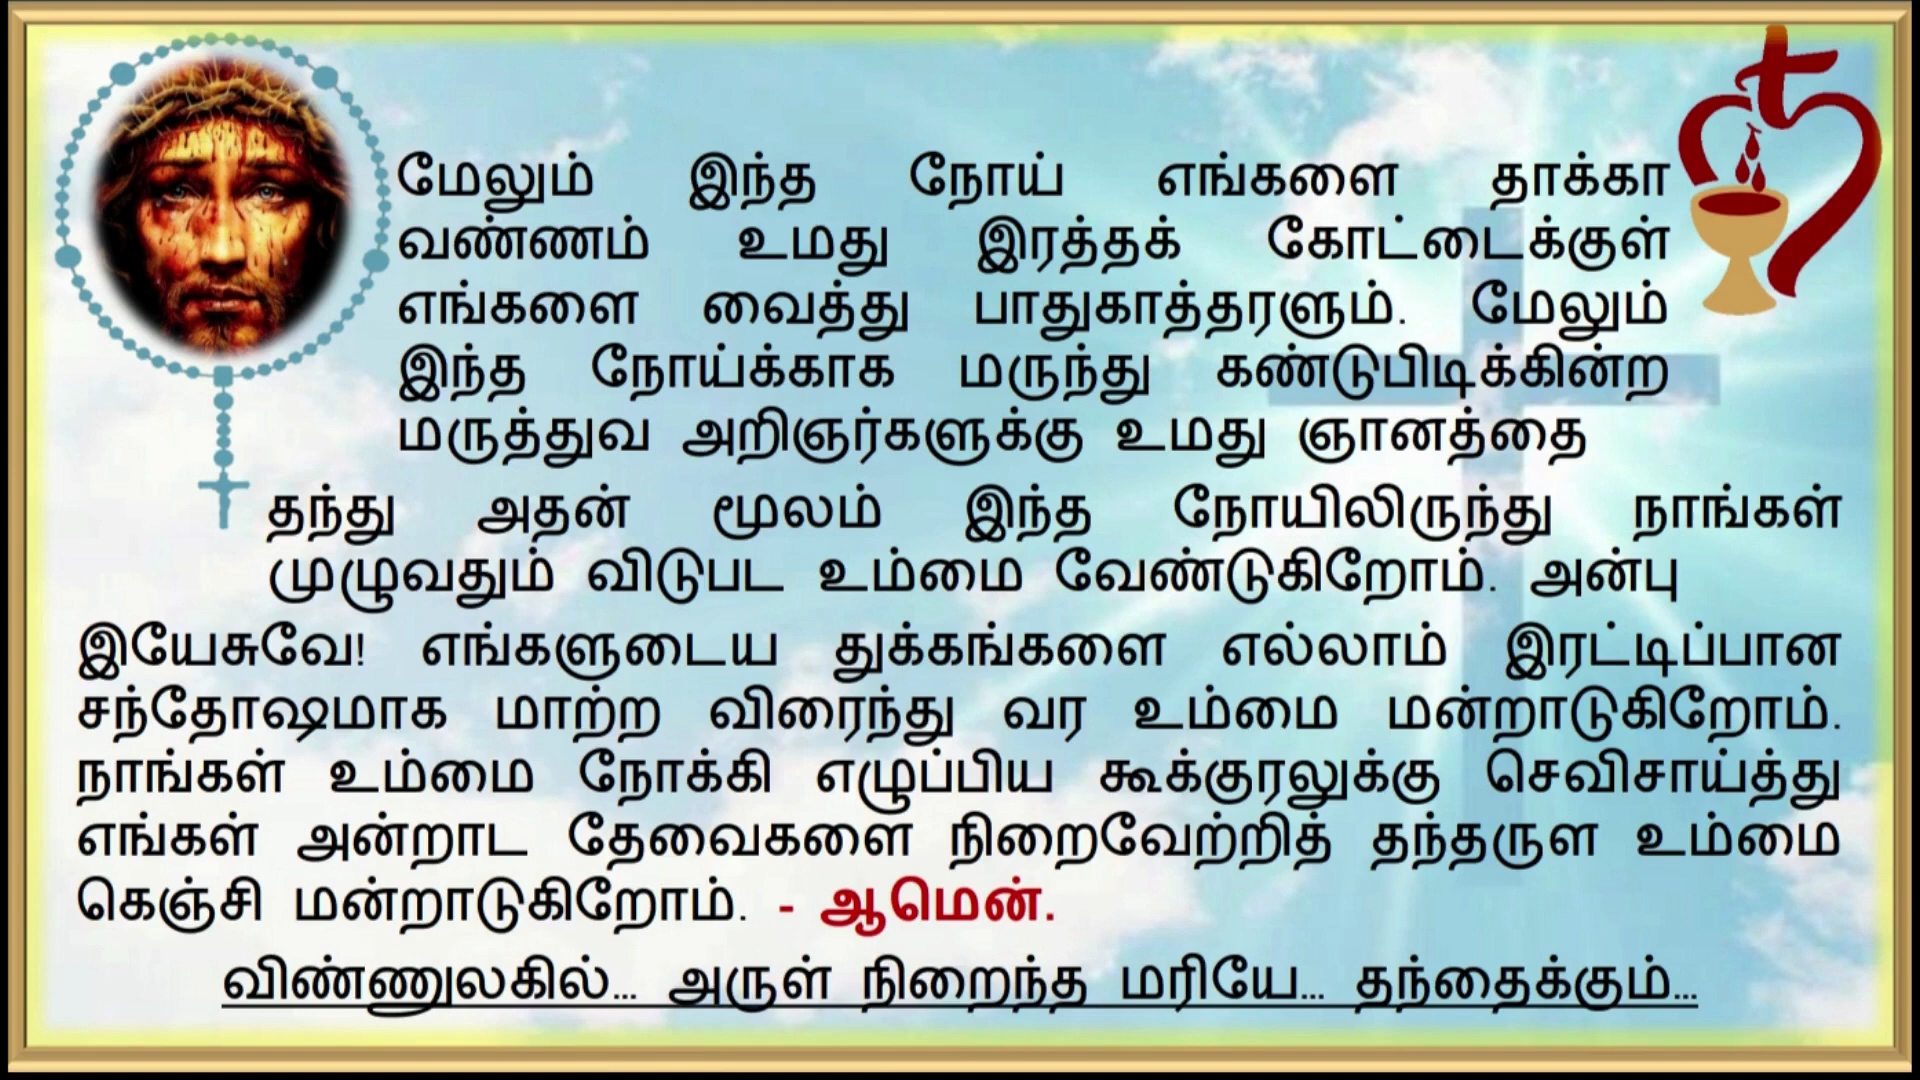 மேலும் இந்த நோய் எங்களை தாக்கா
வண்ணம் உமது இரத்தக் கோட்டைக்குள்
எங்களை வைத்து பாதுகாத்தரளும். மேலும்
இந்த நோய்க்காக மருந்து கண்டுபிடிக்கின்ற
மருத்துவ அறிஞர்களுக்கு உமது ஞானத்தை
தந்து அதன் மூலம் இந்த நோயிலிருந்து நாங்கள்
முழுவதும் விடுபட உம்மை வேண்டுகிறோம். அன்பு
இயேசுவே! எங்களுடைய துக்கங்களை எல்லாம் இரட்டிப்பான
சந்தோஷமாக மாற்ற விரைந்து வர உம்மை மன்றாடுகிறோம்.
நாங்கள் உம்மை நோக்கி எழுப்பிய கூக்குரலுக்கு செவிசாய்த்து
எங்கள் அன்றாட தேவைகளை நிறைவேற்றித் தந்தருள உம்மை
கெஞ்சி மன்றாடுகிறோம். - ஆமென்.
விண்ணுலகில்... அருள் நிறைந்த மரியே... தந்தைக்கும்...